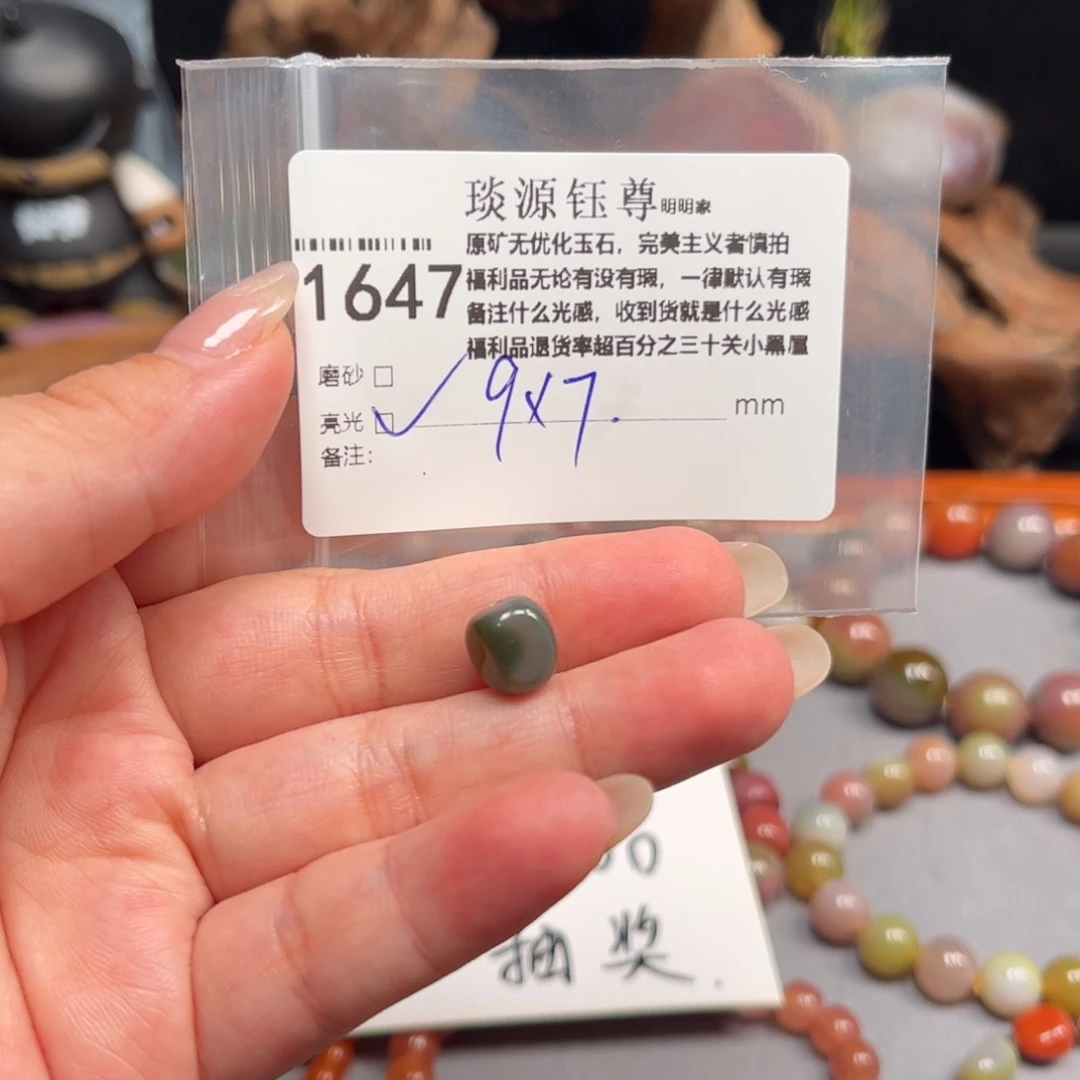 琰源钰尊明明家
原矿无优化玉石，完美主义者慎拍
1647
福利品无论有没有瑕，一律默认有瑕
备注什么光感，收到货就是什么光感
福利品退货率超百分之三十关小黑屋
磨砂 □
亮光 ☑ 9x7. mm
备注:
抽奖.